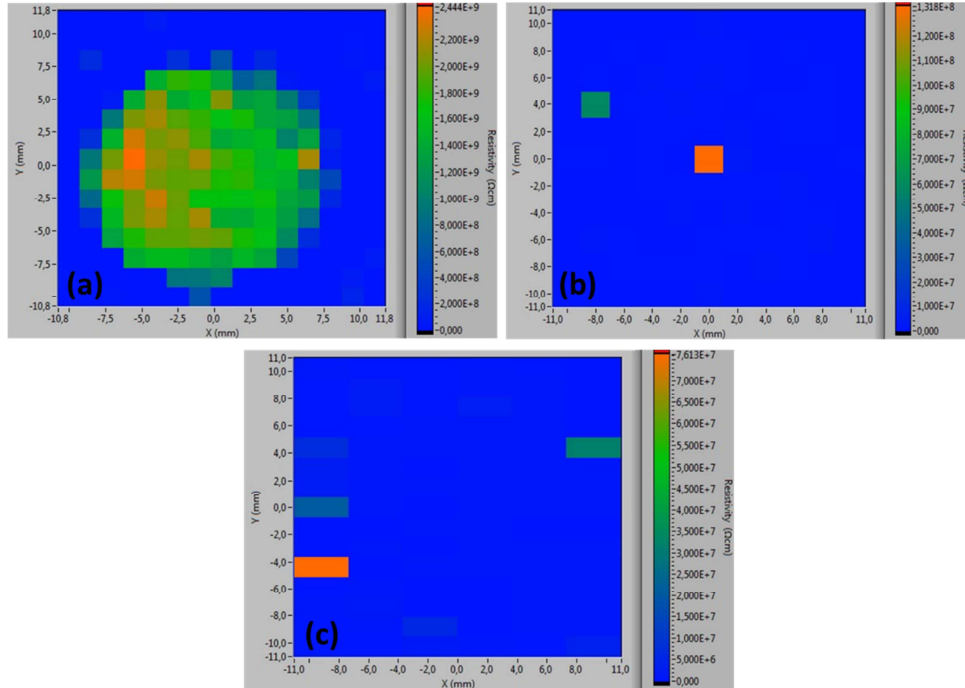 11,8
7,5
5,0
2,5
0,0
-2,5
-5,0
-7,5
-10,8
Y (mm)
-10,8
-7,5
-5,0
-2,5
0,0
2,5
5,0
7,5
11,8
X (mm)
(a)
2,444E+9
2,000E+9
1,800E+9
1,600E+9
1,400E+9
1,200E+9
1,000E+9
8,000E+8
6,000E+8
4,000E+8
2,000E+8
0,000
Resistivity (Ωcm)
11,0
8,0
6,0
4,0
2,0
0,0
-2,0
-4,0
-6,0
-8,0
-11,0
Y (mm)
-11,0
-8,0
-6,0
-4,0
-2,0
0,0
2,0
4,0
6,0
8,0
11,0
X (mm)
(b)
1,318E+8
1,200E+8
1,100E+8
1,000E+8
9,000E+7
8,000E+7
7,000E+7
6,000E+7
5,000E+7
4,000E+7
3,000E+7
2,000E+7
1,000E+7
0,000
11,0
8,0
6,0
4,0
2,0
0,0
-2,0
-4,0
-6,0
-8,0
-10,0
-11,0
Y (mm)
-11,0
-8,0
-6,0
-4,0
-2,0
0,0
2,0
4,0
6,0
8,0
11,0
X (mm)
(c)
7,613E+7
7,000E+7
6,500E+7
6,000E+7
5,500E+7
5,000E+7
4,500E+7
4,000E+7
3,500E+7
3,000E+7
2,500E+7
2,000E+7
1,500E+7
1,000E+7
5,000E+6
0,000
Resistivity (Ωcm)